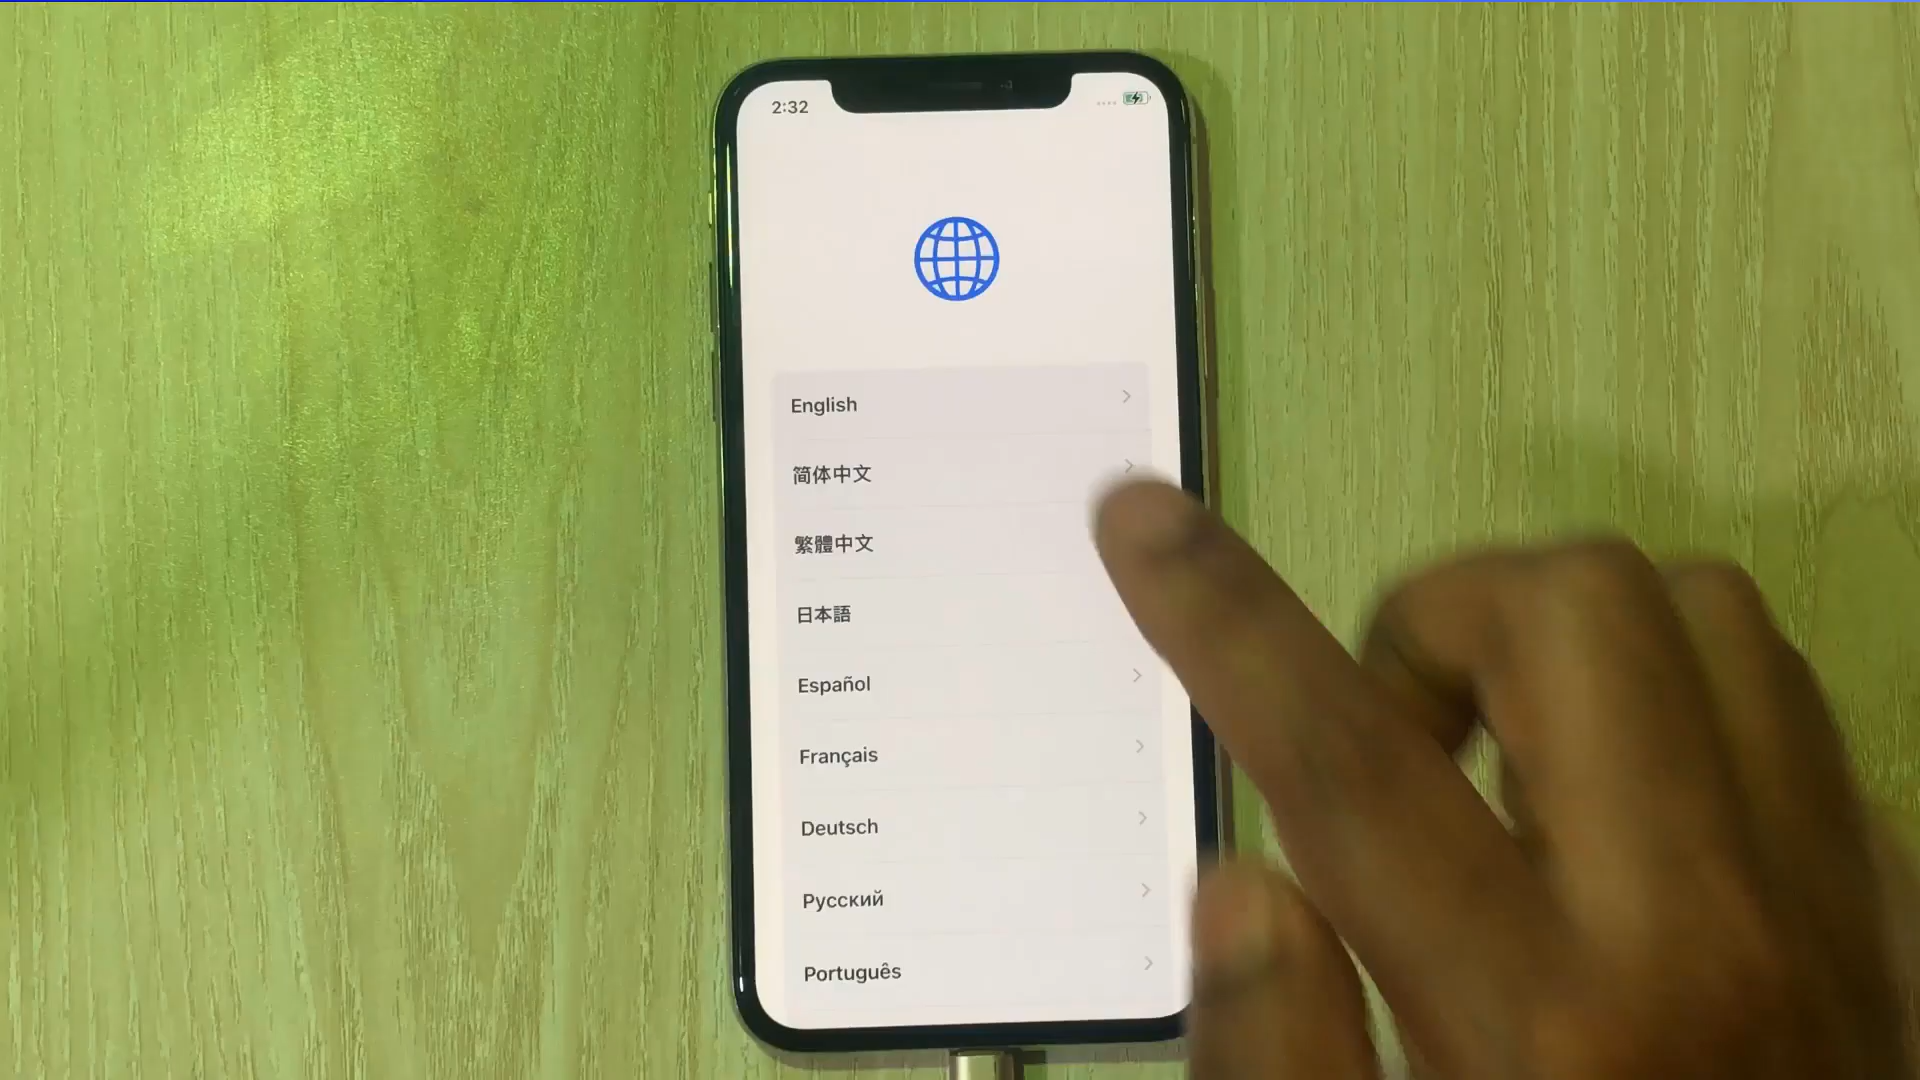 2:32
English
简体中文
繁體中文
日本語
Español
Français
Deutsch
Русский
Português